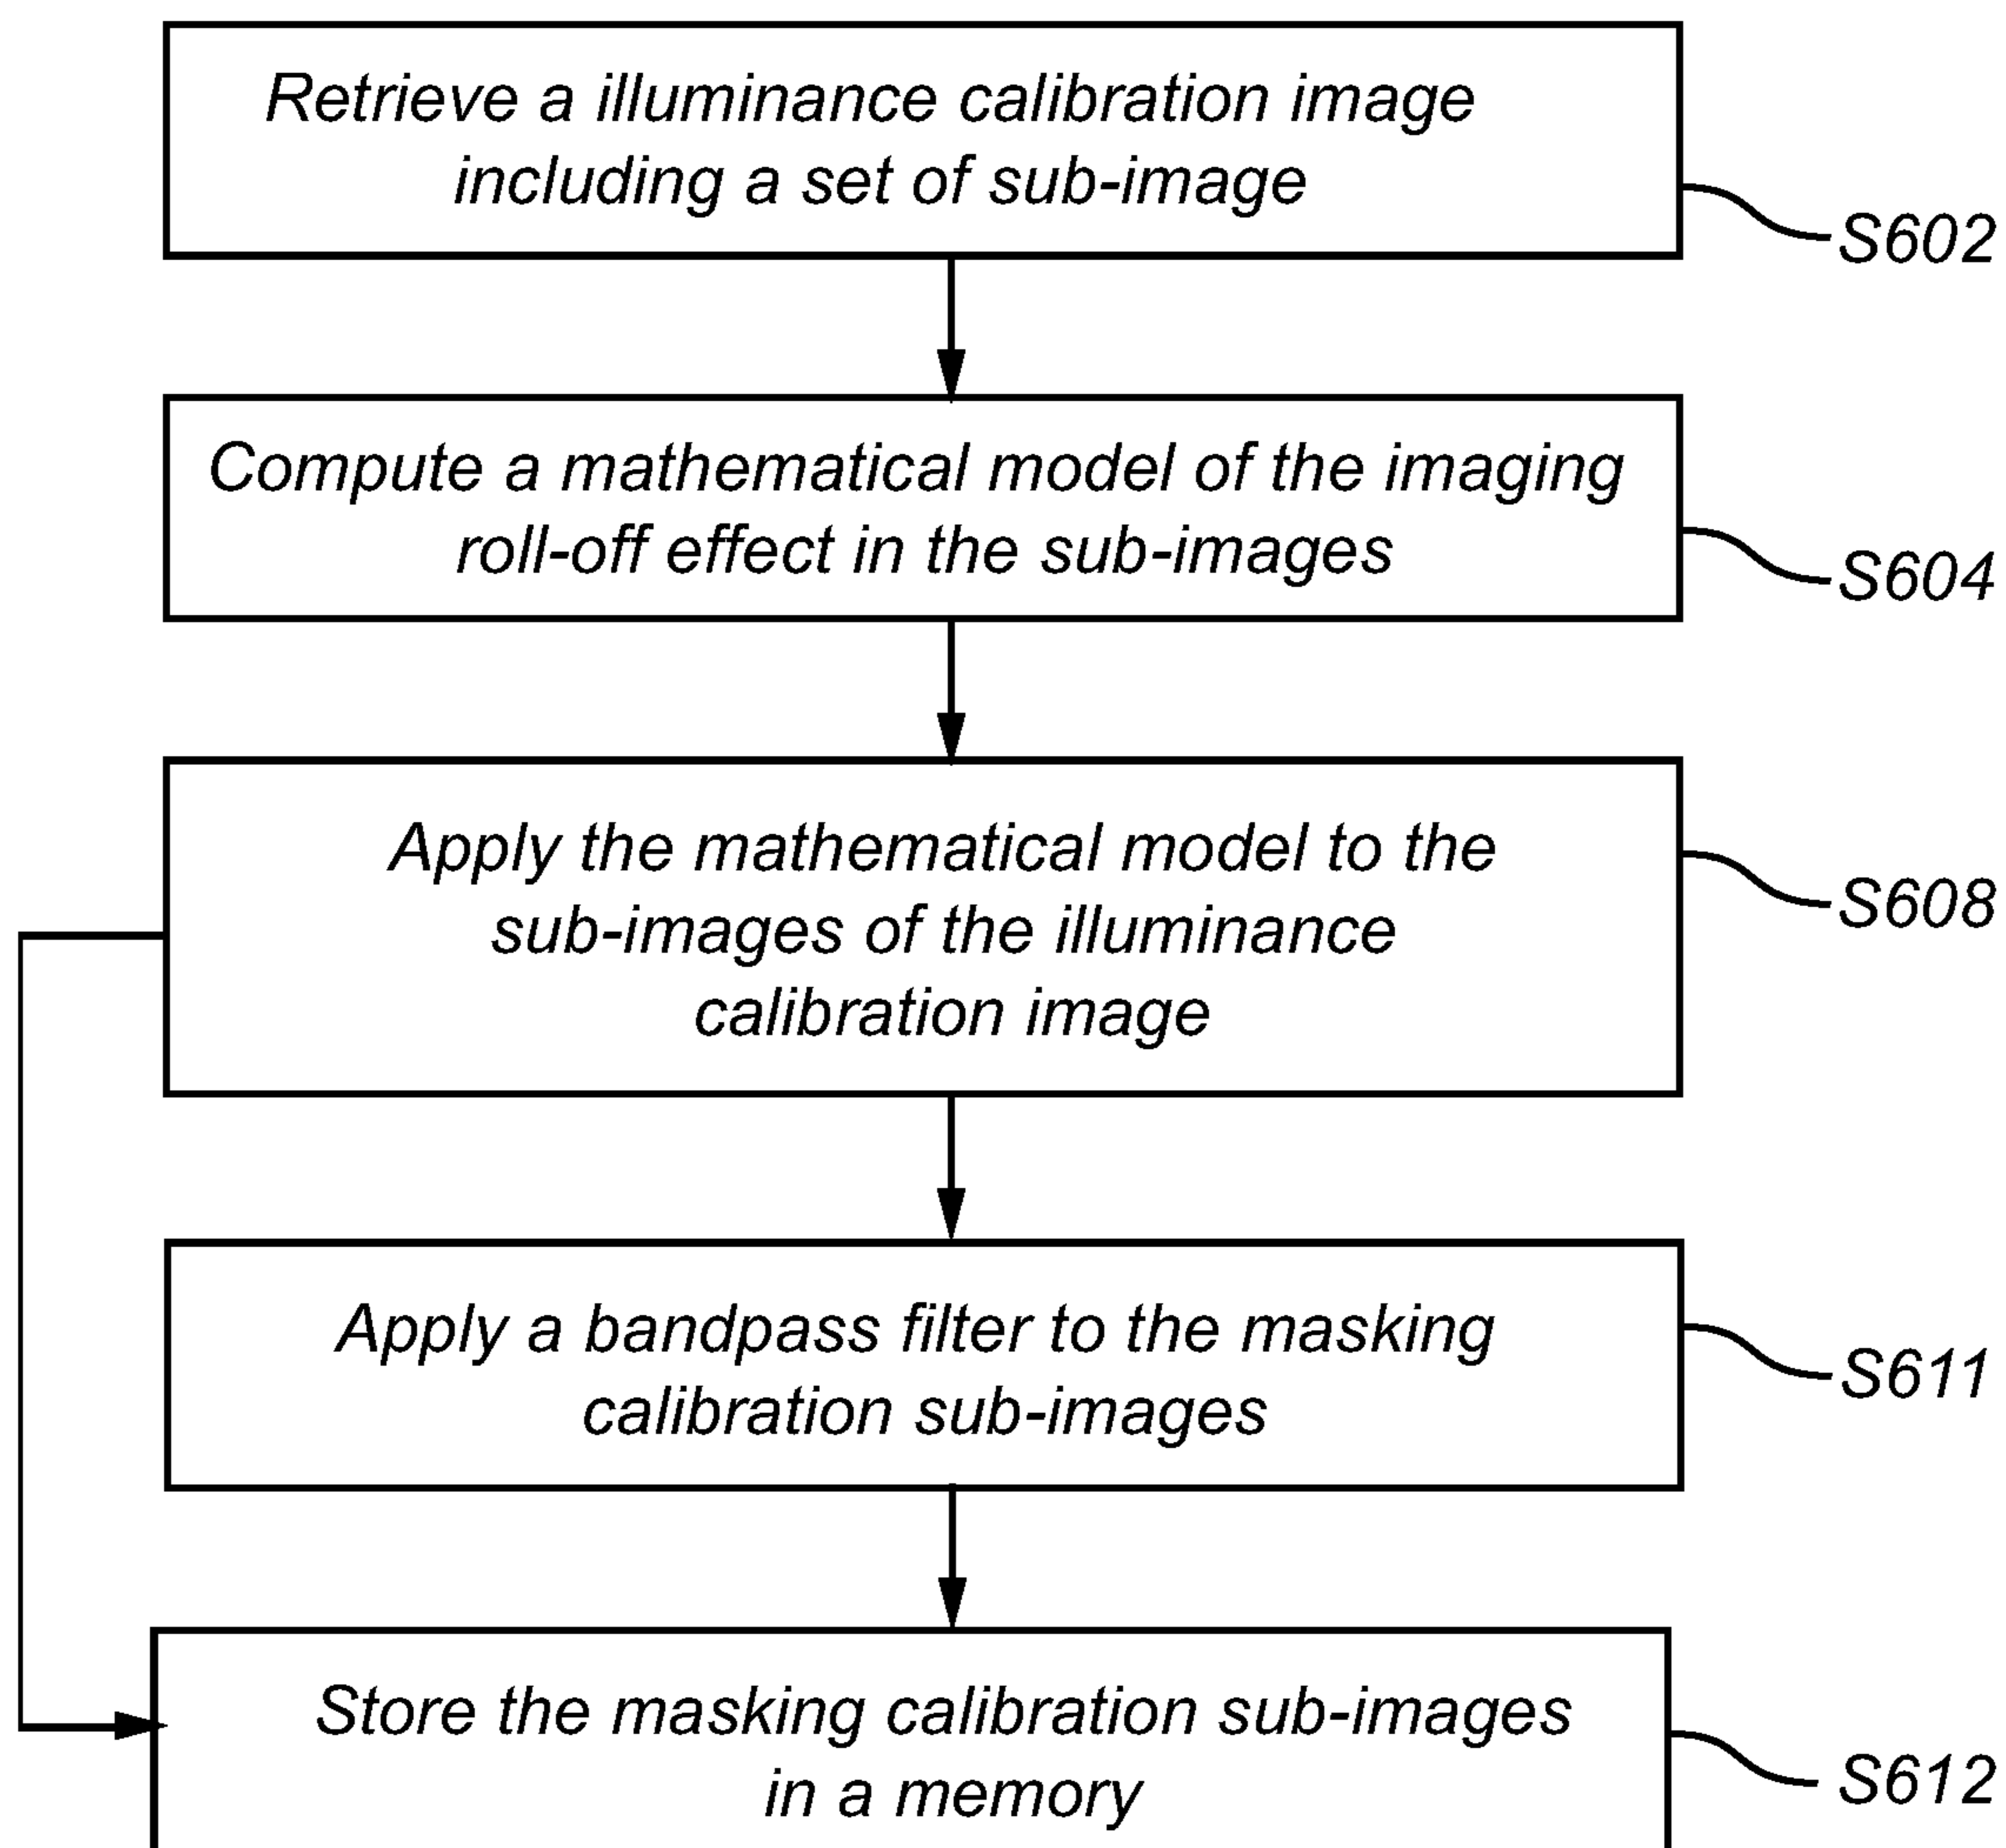 Retrieve a illuminance calibration image
including a set of sub-image
S602
Compute a mathematical model of the imaging
roll-off effect in the sub-images
S604
Apply the mathematical model to the
sub-images of the illuminance
calibration image
S608
Apply a bandpass filter to the masking
calibration sub-images
S611
Store the masking calibration sub-images
in a memory
S612